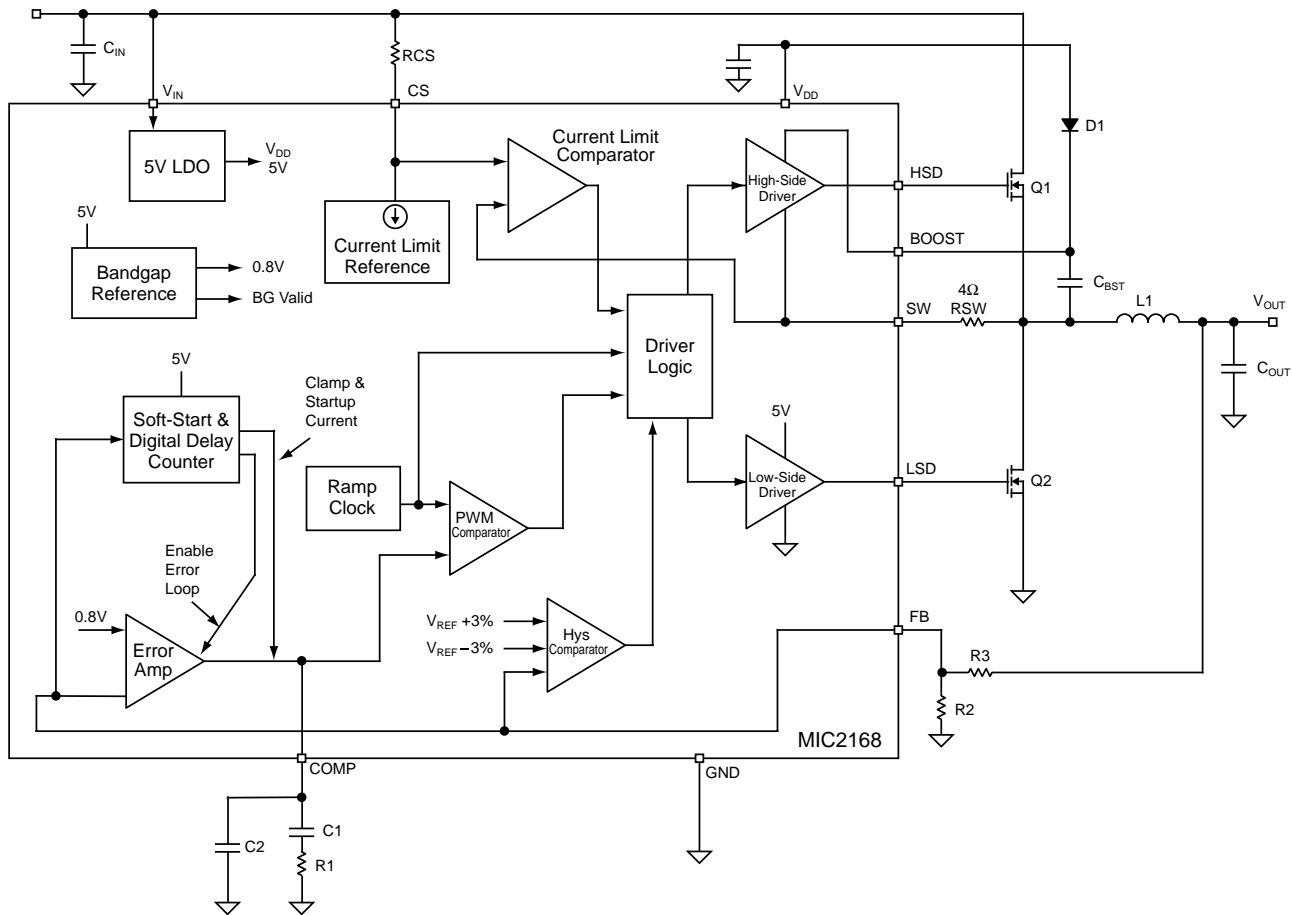 C_IN
RCS
V_IN
CS
V_DD
5V LDO
V_DD
5V
Current Limit
Comparator
D1
High-Side
Driver
HSD
Q1
5V
Current Limit
Reference
BOOST
Bandgap
Reference
0.8V
BG Valid
C_BST
4Ω
RSW
SW
L1
V_OUT
Driver
Logic
C_OUT
5V
Clamp &
Startup
Current
Soft-Start &
Digital Delay
Counter
5V
Low-Side
Driver
LSD
Q2
Ramp
Clock
PWM
Comparator
Enable
Error
Loop
0.8V
Error
Amp
V_REF +3%
V_REF –3%
Hys
Comparator
FB
R3
R2
MIC2168
COMP
GND
C1
C2
R1